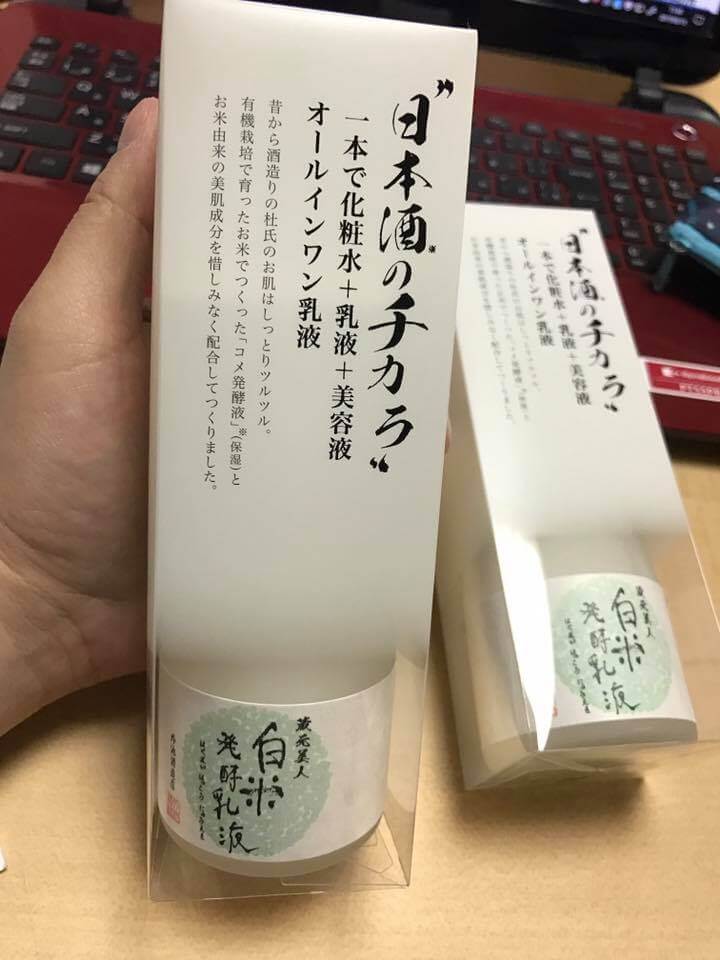 “日本酒※のチカラ”
一本で化粧水＋乳液＋美容液
オールインワン乳液
昔から酒造りの杜氏のお肌はしっとりツルツル。
有機栽培で育ったお米でつくった「コメ発酵液」※(保湿)と
お米由来の美肌成分を惜しみなく配合してつくりました。
蔵元美人
白米
発酵乳液
“日本酒※のチカラ”
一本で化粧水＋乳液＋美容液
オールインワン乳液
蔵元美人
白米
発酵乳液